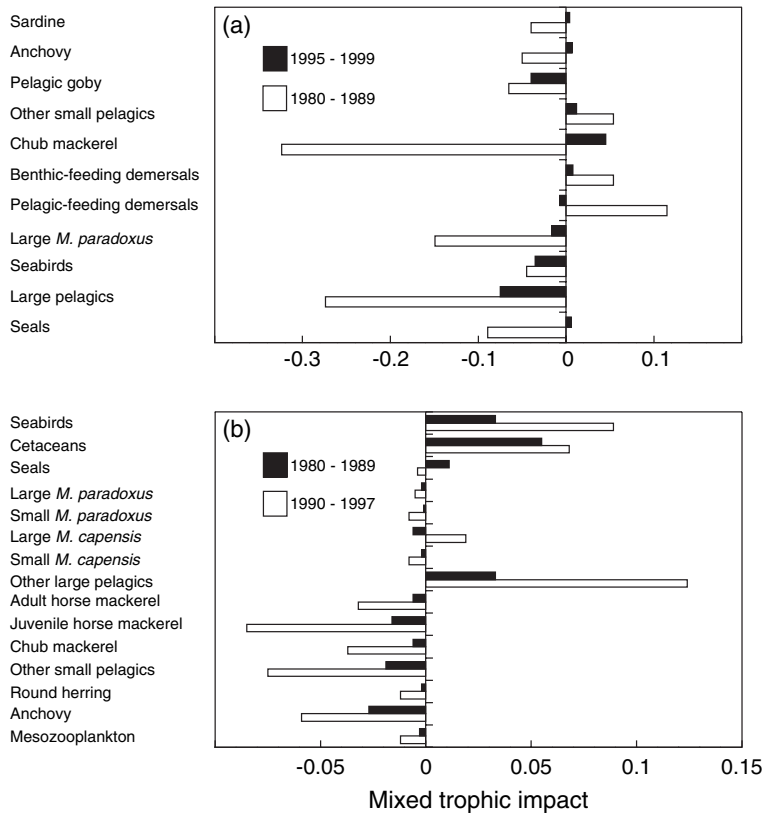 (a)
1995 - 1999
1980 - 1989
Sardine
Anchovy
Pelagic goby
Other small pelagics
Chub mackerel
Benthic-feeding demersals
Pelagic-feeding demersals
Large M. paradoxus
Seabirds
Large pelagics
Seals
-0.3 -0.2 -0.1 0 0.1
(b)
1980 - 1989
1990 - 1997
Seabirds
Cetaceans
Seals
Large M. paradoxus
Small M. paradoxus
Large M. capensis
Small M. capensis
Other large pelagics
Adult horse mackerel
Juvenile horse mackerel
Chub mackerel
Other small pelagics
Round herring
Anchovy
Mesozooplankton
-0.05 0 0.05 0.1 0.15
Mixed trophic impact